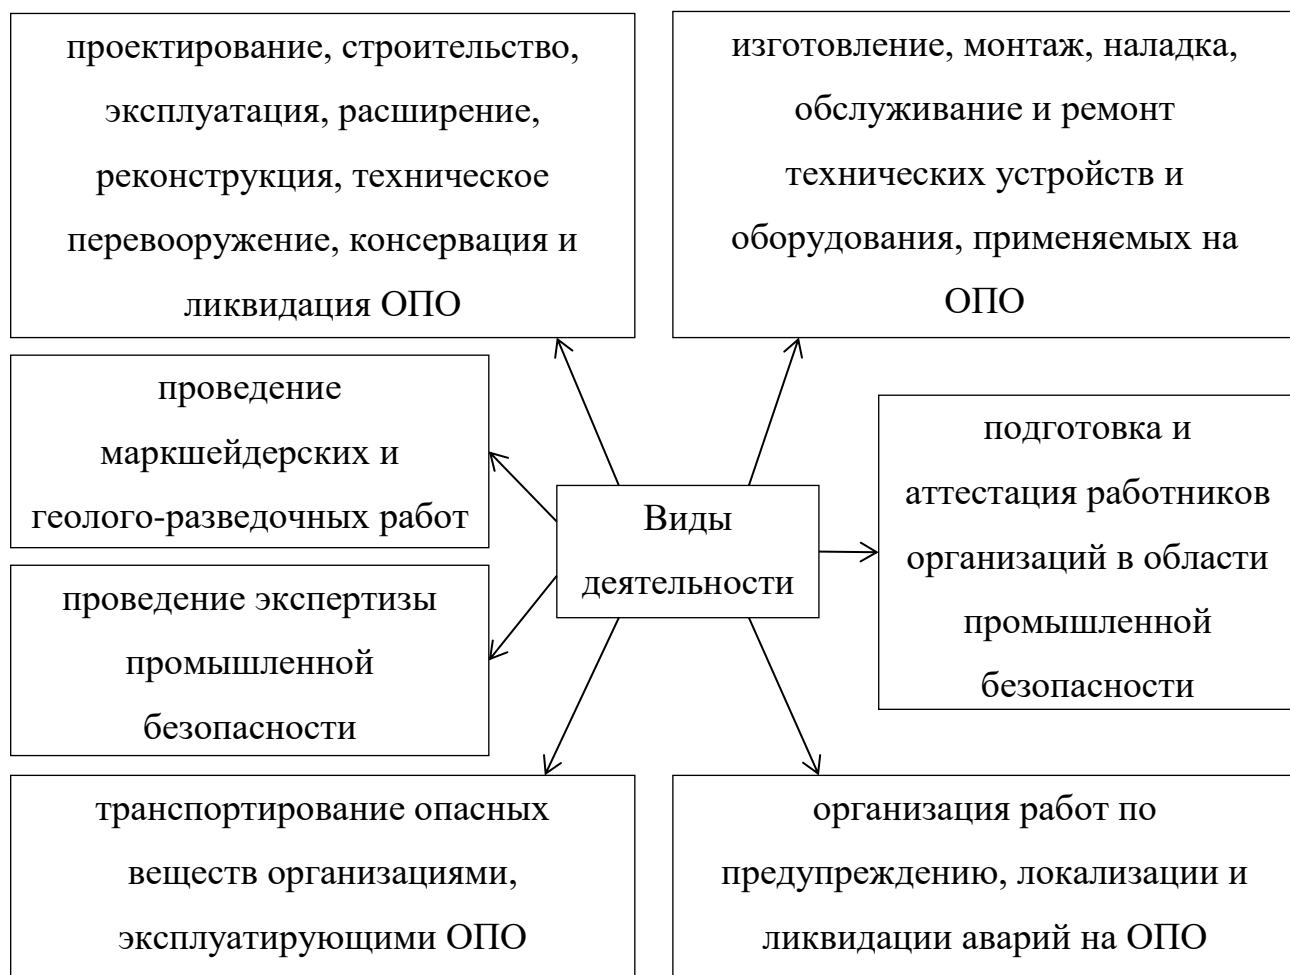 проектирование, строительство,
эксплуатация, расширение,
реконструкция, техническое
перевооружение, консервация и
ликвидация ОПО
изготовление, монтаж, наладка,
обслуживание и ремонт
технических устройств и
оборудования, применяемых на
ОПО
проведение
маркшейдерских и
геолого-разведочных работ
подготовка и
аттестация работников
организаций в области
промышленной
безопасности
Виды
деятельности
проведение экспертизы
промышленной
безопасности
транспортирование опасных
веществ организациями,
эксплуатирующими ОПО
организация работ по
предупреждению, локализации и
ликвидации аварий на ОПО